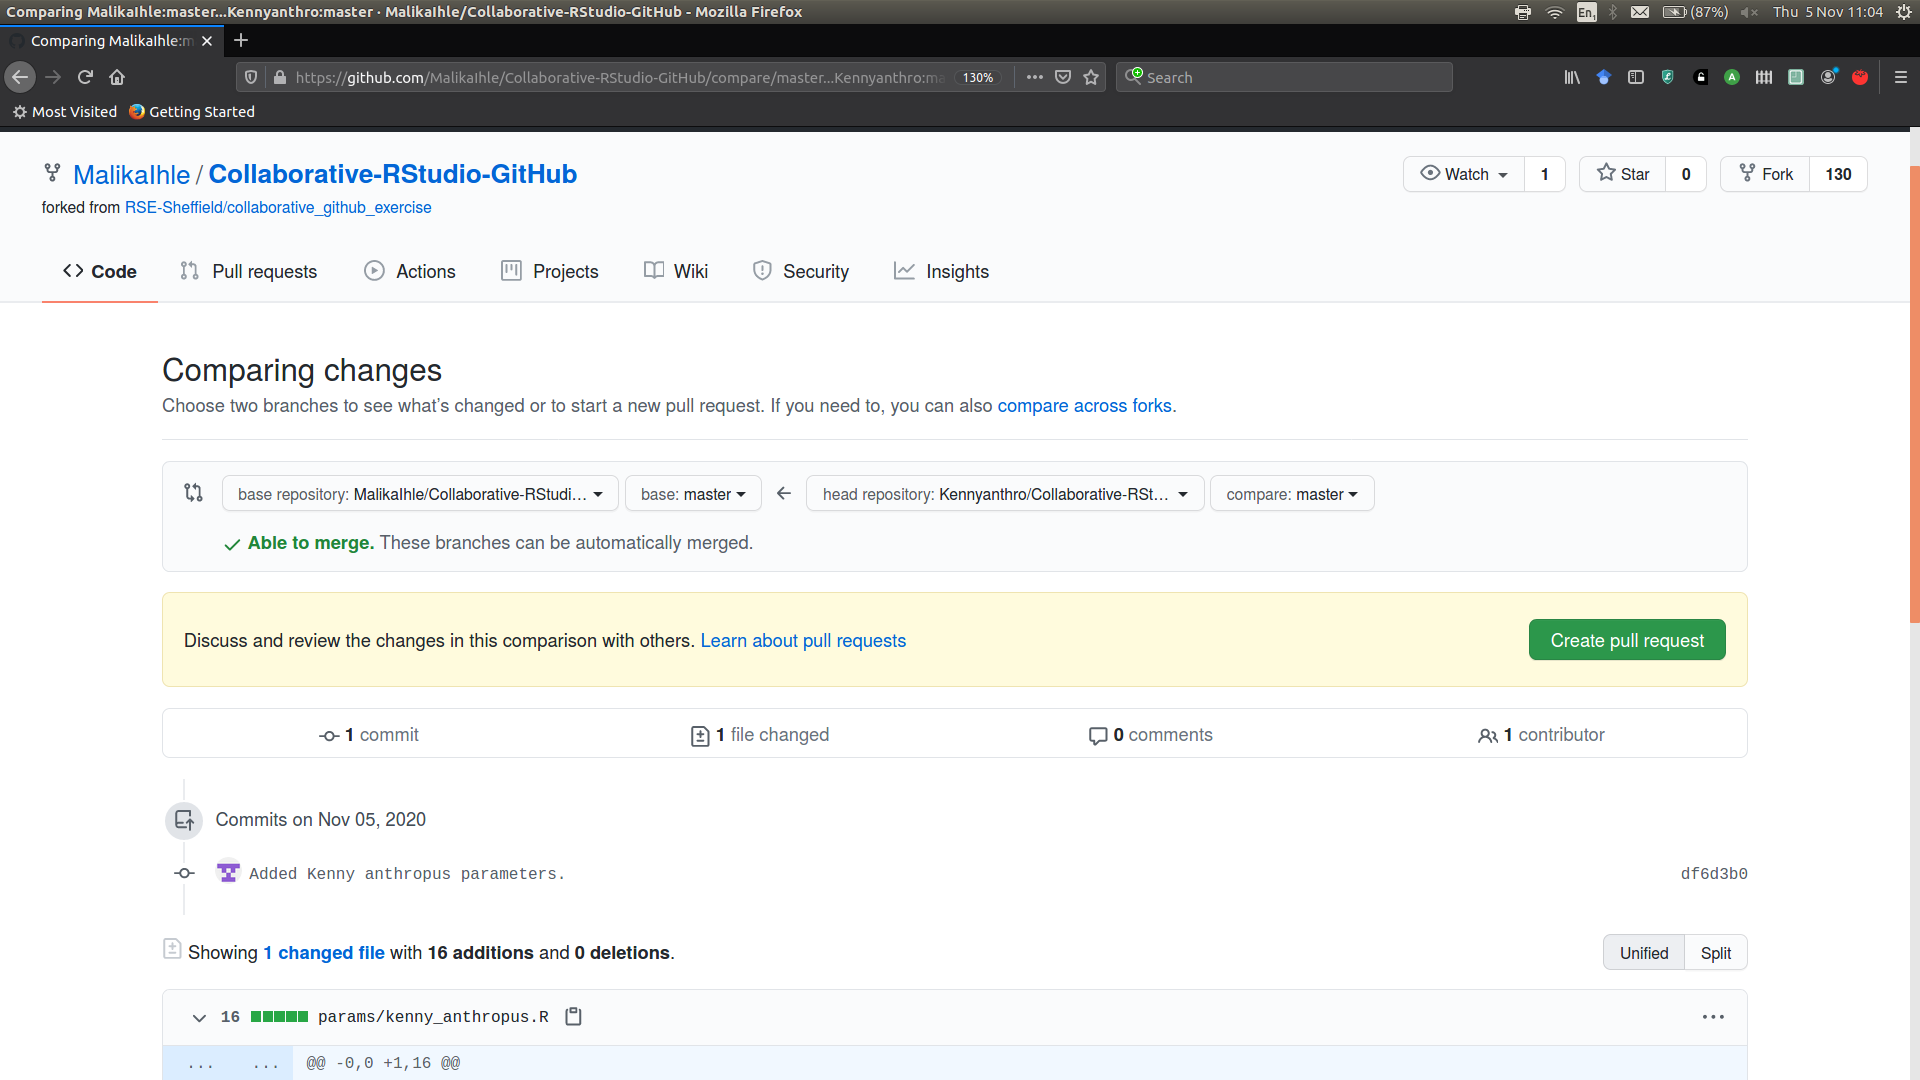 Comparing MalikaIhle:master...Kennyanthro:master · MalikaIhle/Collaborative-RStudio-GitHub - Mozilla Firefox
En1 (87%) Thu 5 Nov 11:04
Comparing MalikaIhle:m
https://github.com/MalikaIhle/Collaborative-RStudio-GitHub/compare/master...Kennyanthro:ma 130% Search
Most Visited Getting Started
MalikaIhle / Collaborative-RStudio-GitHub
Watch 1 Star 0 Fork 130
forked from RSE-Sheffield/collaborative_github_exercise
Code Pull requests Actions Projects Wiki Security Insights
Comparing changes
Choose two branches to see what's changed or to start a new pull request. If you need to, you can also compare across forks.
base repository: MalikaIhle/Collaborative-RStudi... base: master head repository: Kennyanthro/Collaborative-RSt... compare: master
Able to merge. These branches can be automatically merged.
Discuss and review the changes in this comparison with others. Learn about pull requests
Create pull request
1 commit 1 file changed 0 comments 1 contributor
Commits on Nov 05, 2020
Added Kenny anthropus parameters. df6d3b0
Showing 1 changed file with 16 additions and 0 deletions.
Unified Split
16 params/kenny_anthropus.R ...
... ... @@ -0,0 +1,16 @@